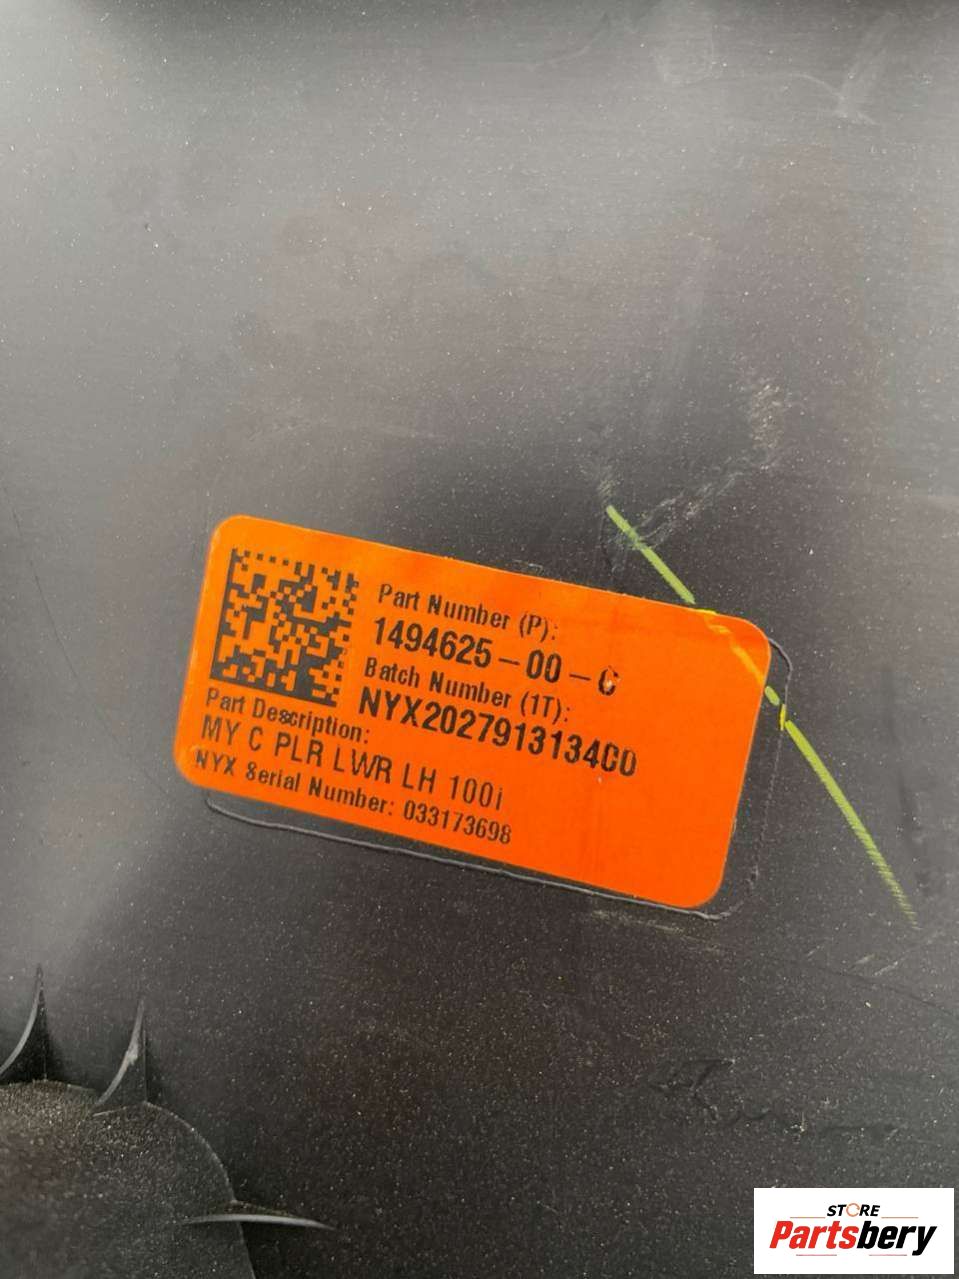 Part Number (P):
1494625-00-C
Batch Number (1T):
NYX20279131340D
Part Description:
MY C PLR LWR LH 100i
NYX Serial Number: 033173698
STORE
Partsbery